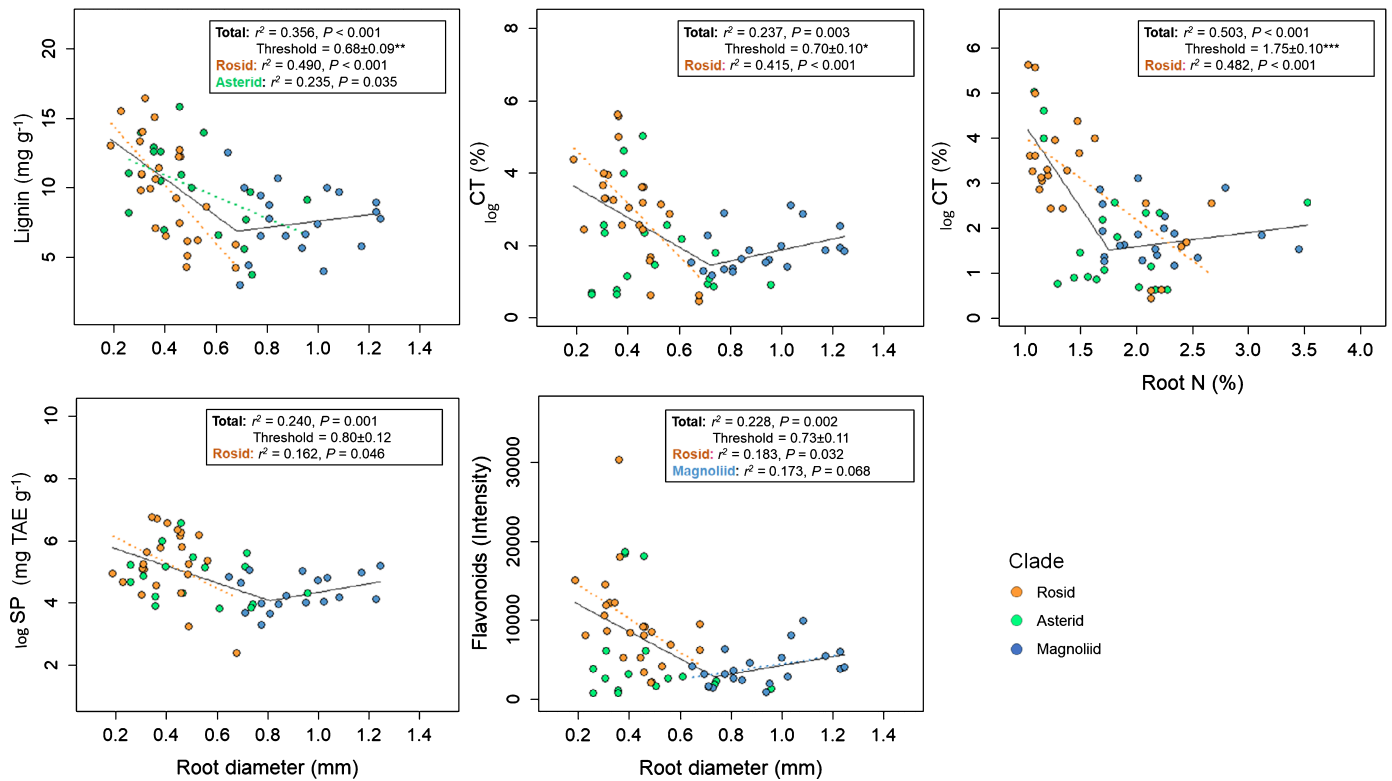 Total: r2 = 0.356, P < 0.001
Threshold = 0.68±0.09**
Rosid: r2 = 0.490, P < 0.001
Asterid: r2 = 0.235, P = 0.035
Lignin (mg g-1)
20
15
10
5
0.2 0.4 0.6 0.8 1.0 1.2 1.4
Total: r2 = 0.237, P = 0.003
Threshold = 0.70±0.10*
Rosid: r2 = 0.415, P < 0.001
log CT (%)
8
6
4
2
0
0.2 0.4 0.6 0.8 1.0 1.2 1.4
Total: r2 = 0.503, P < 0.001
Threshold = 1.75±0.10***
Rosid: r2 = 0.482, P < 0.001
log CT (%)
6
5
4
3
2
1
0
1.0 1.5 2.0 2.5 3.0 3.5 4.0
Root N (%)
Total: r2 = 0.240, P = 0.001
Threshold = 0.80±0.12
Rosid: r2 = 0.162, P = 0.046
log SP (mg TAE g-1)
10
8
6
4
2
0.2 0.4 0.6 0.8 1.0 1.2 1.4
Root diameter (mm)
Total: r2 = 0.228, P = 0.002
Threshold = 0.73±0.11
Rosid: r2 = 0.183, P = 0.032
Magnoliid: r2 = 0.173, P = 0.068
Flavonoids (Intensity)
30000
20000
10000
0
0.2 0.4 0.6 0.8 1.0 1.2 1.4
Root diameter (mm)
Clade
Rosid
Asterid
Magnoliid